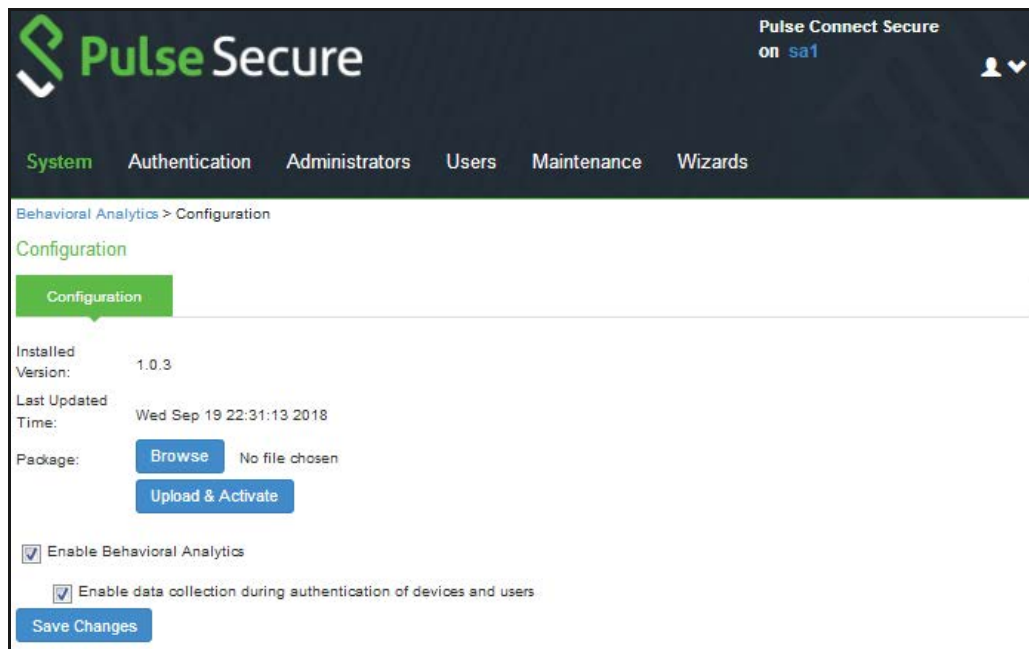 Pulse Secure
Pulse Connect Secure
on sa1
System Authentication Administrators Users Maintenance Wizards
Behavioral Analytics > Configuration
Configuration
Configuration
Installed
Version:
1.0.3
Last Updated
Time:
Wed Sep 19 22:31:13 2018
Package:
Browse No file chosen
Upload & Activate
Enable Behavioral Analytics
Enable data collection during authentication of devices and users
Save Changes